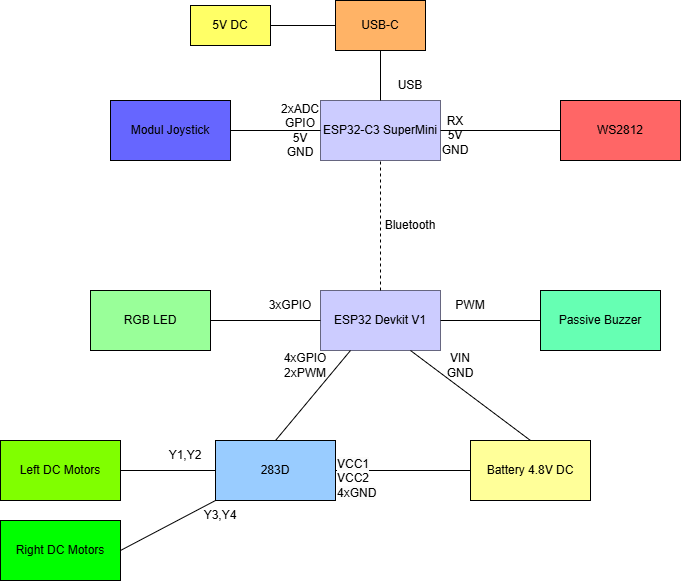 5V DC
USB-C
USB
Modul Joystick
2xADC
GPIO
5V
GND
ESP32-C3 SuperMini
RX
5V
GND
WS2812
Bluetooth
RGB LED
3xGPIO
ESP32 Devkit V1
PWM
Passive Buzzer
4xGPIO
2xPWM
VIN
GND
Left DC Motors
Y1,Y2
283D
VCC1
VCC2
4xGND
Battery 4.8V DC
Y3,Y4
Right DC Motors